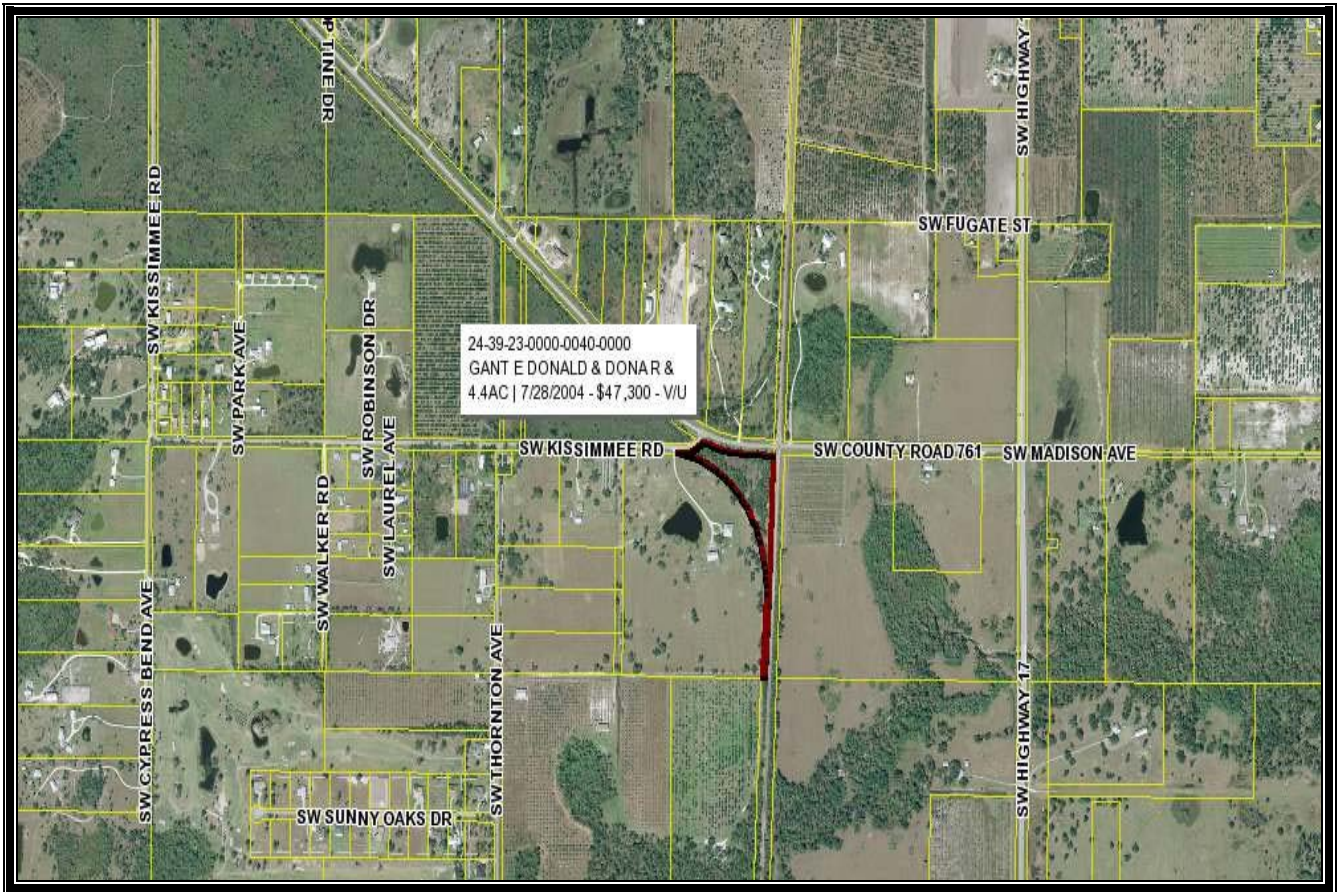 P TINE DR
SW HIGHWAY
SW KISSIMMEE RD
SW FUGATE ST
SW PARK AVE
SW ROBINSON DR
SW LAUREL AVE
24-39-23-0000-0040-0000
GANT E DONALD & DONA R &
4.4AC | 7/28/2004 - $47,300 - V/U
SW KISSIMMEE RD
SW COUNTY ROAD 761
SW MADISON AVE
SW WALKER RD
SW CYPRESS BEND AVE
SW THORNTON AVE
SW HIGHWAY 17
SW SUNNY OAKS DR